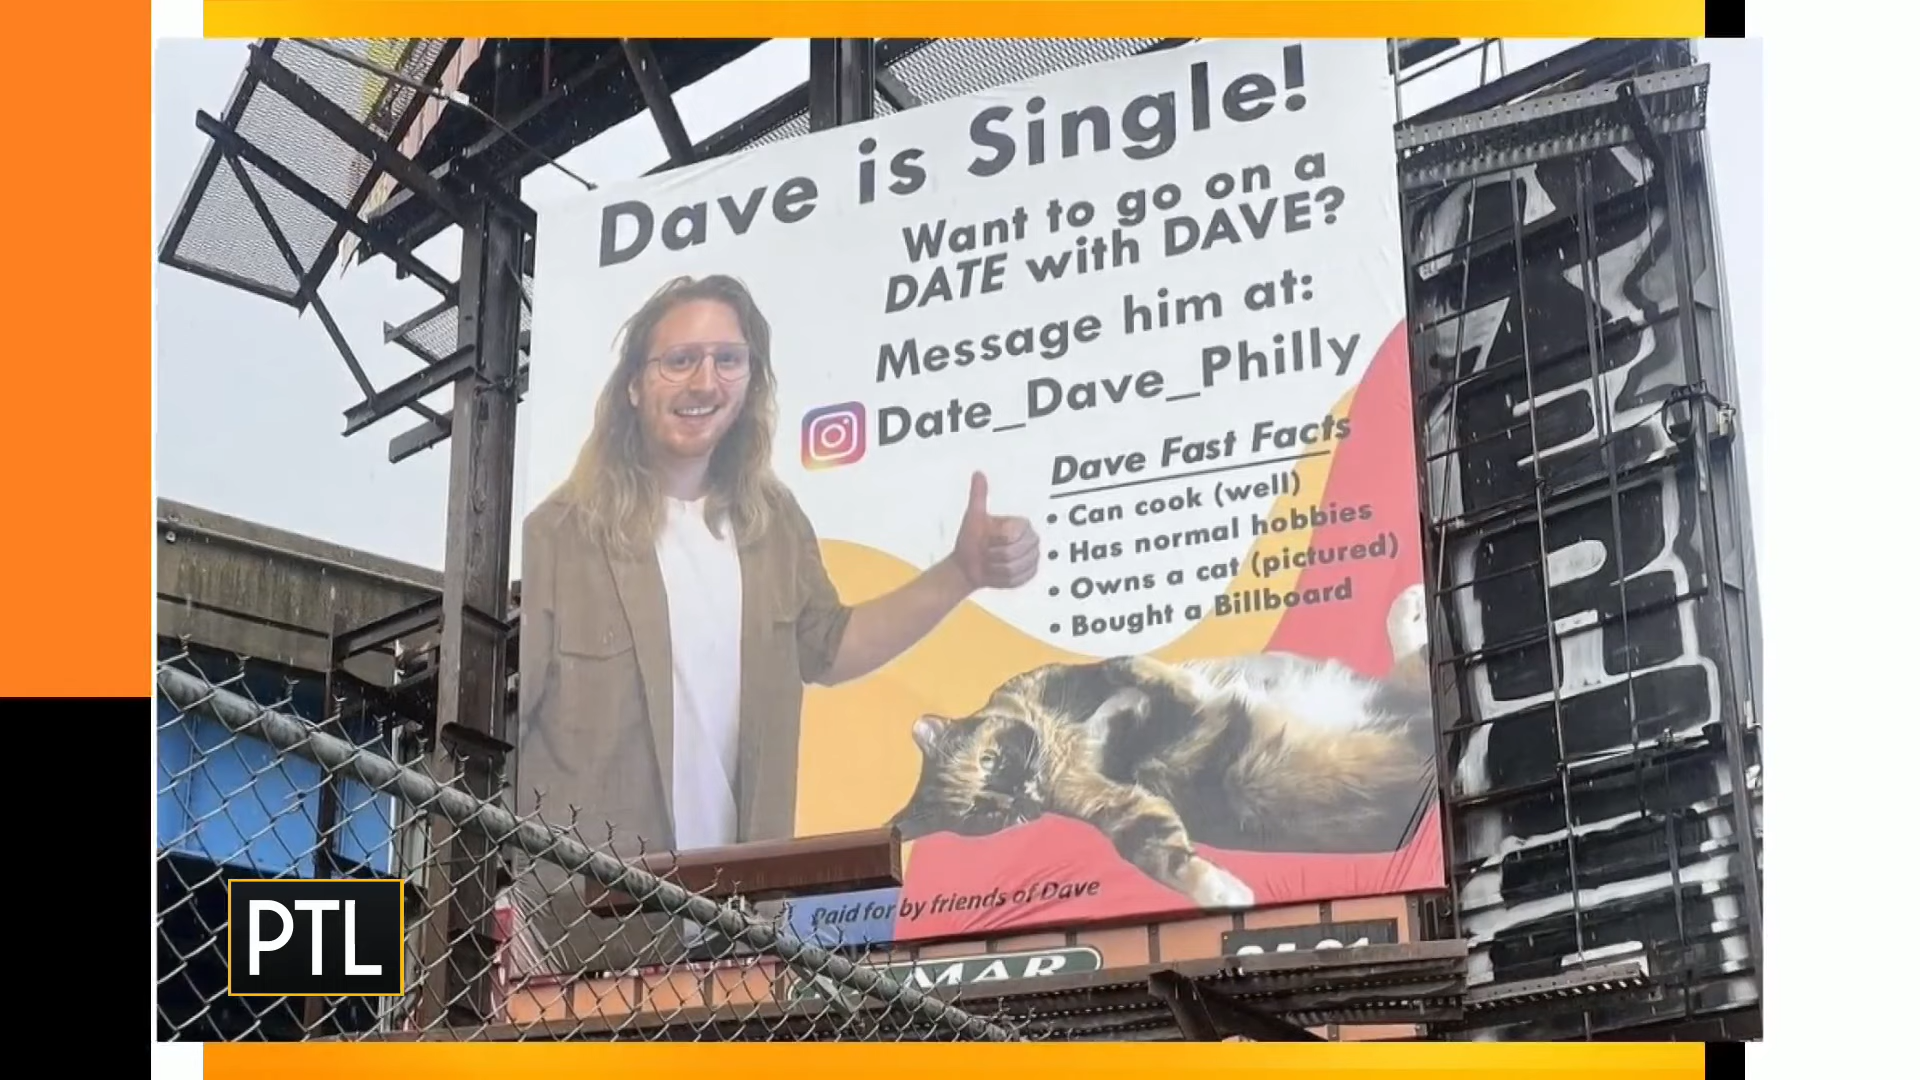 Dave is Single!
Want to go on a
DATE with DAVE?
Message him at:
Date_Dave_Philly
Dave Fast Facts
• Can cook (well)
• Has normal hobbies
• Owns a cat (pictured)
• Bought a Billboard
Paid for by friends of Dave
MAR
PTL